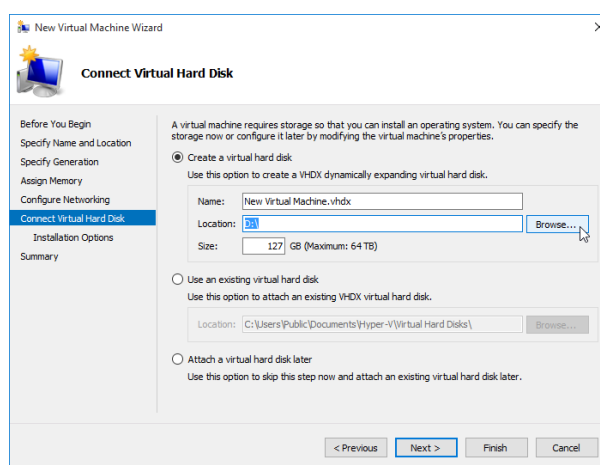 New Virtual Machine Wizard
Connect Virtual Hard Disk
Before You Begin
Specify Name and Location
Specify Generation
Assign Memory
Configure Networking
Connect Virtual Hard Disk
Installation Options
Summary
A virtual machine requires storage so that you can install an operating system. You can specify the
storage now or configure it later by modifying the virtual machine's properties.
Create a virtual hard disk
Use this option to create a VHDX dynamically expanding virtual hard disk.
Name: New Virtual Machine.vhdx
Location: D:\ Browse...
Size: 127 GB (Maximum: 64 TB)
Use an existing virtual hard disk
Use this option to attach an existing VHDX virtual hard disk.
Location: C:\Users\Public\Documents\Hyper-V\Virtual Hard Disks\ Browse...
Attach a virtual hard disk later
Use this option to skip this step now and attach an existing virtual hard disk later.
< Previous Next > Finish Cancel